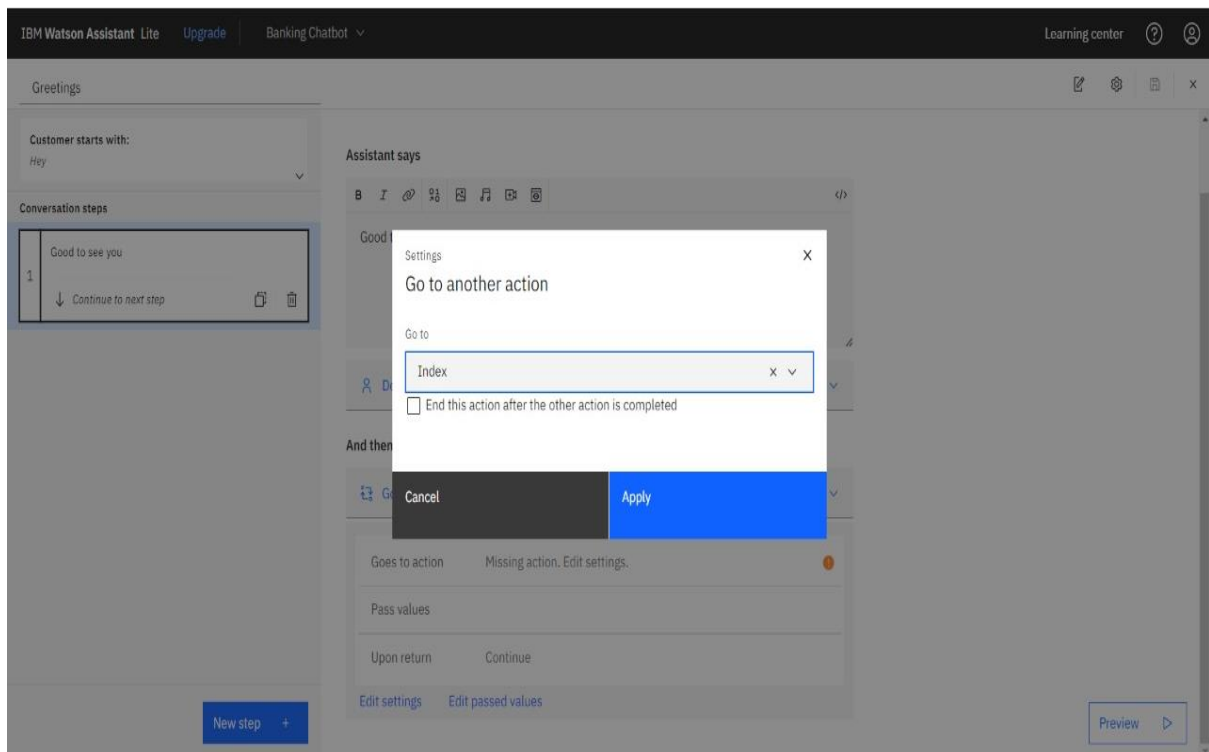 IBM Watson Assistant Lite Upgrade Banking Chatbot Learning center
Greetings
Customer starts with:
Hey
Conversation steps
1
Good to see you
Continue to next step
New step +
Assistant says
B I </>
Good t
Settings X
Go to another action
Go to
Index X
End this action after the other action is completed
Cancel Apply
De
And then
Go
Goes to action Missing action. Edit settings.
Pass values
Upon return Continue
Edit settings Edit passed values
Preview